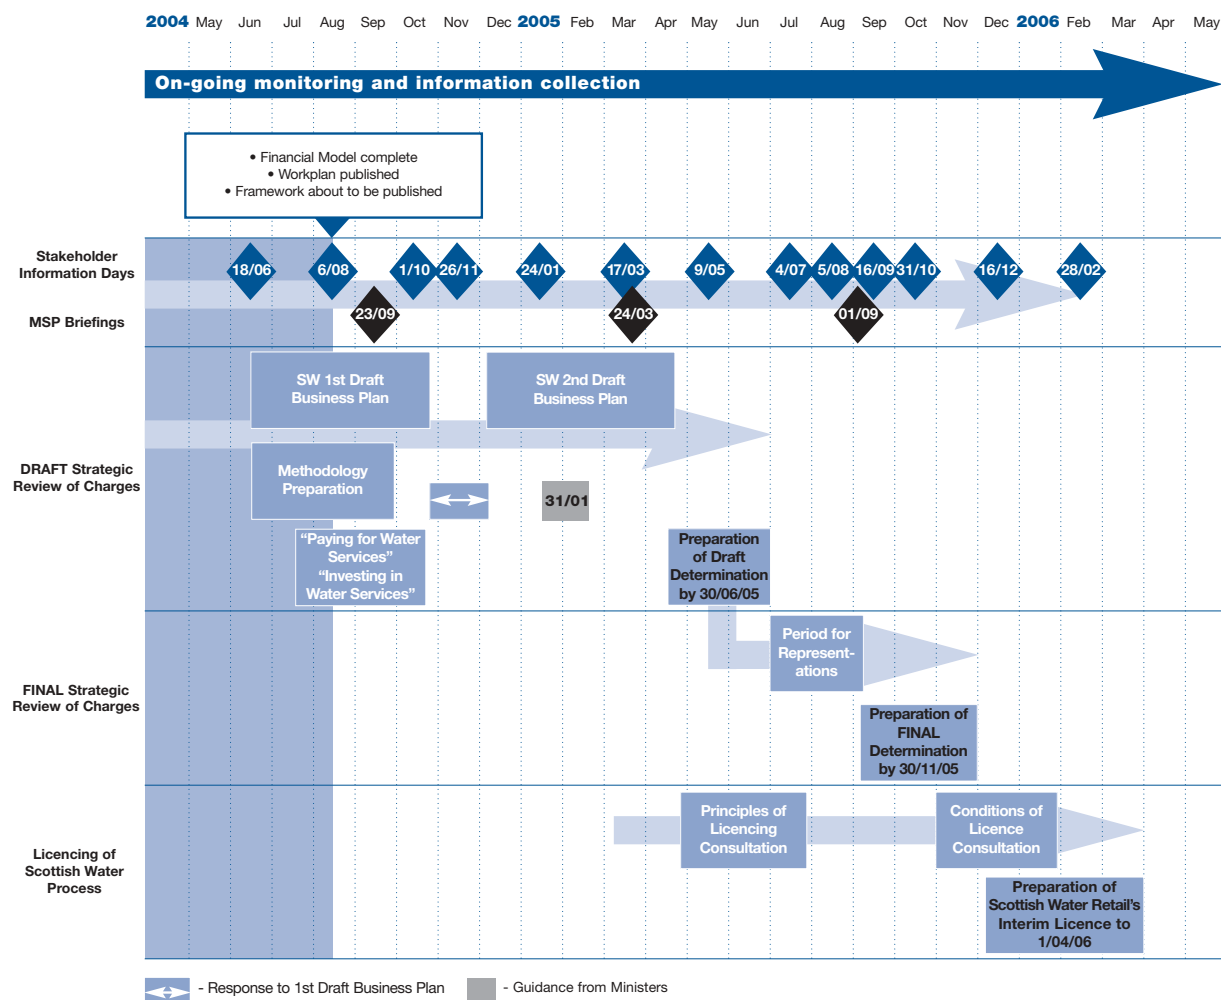 2004 May Jun Jul Aug Sep Oct Nov Dec 2005 Feb Mar Apr May Jun Jul Aug Sep Oct Nov Dec 2006 Feb Mar Apr May
On-going monitoring and information collection
• Financial Model complete
• Workplan published
• Framework about to be published
Stakeholder
Information Days
18/06 6/08 1/10 26/11 24/01 17/03 9/05 4/07 5/08 16/09 31/10 16/12 28/02
MSP Briefings
23/09 24/03 01/09
DRAFT Strategic
Review of Charges
SW 1st Draft
Business Plan
SW 2nd Draft
Business Plan
Methodology
Preparation
31/01
“Paying for Water
Services”
“Investing in
Water Services”
Preparation
of Draft
Determination
by 30/06/05
FINAL Strategic
Review of Charges
Period for
Represent-
ations
Preparation of
FINAL
Determination
by 30/11/05
Licencing of
Scottish Water
Process
Principles of
Licencing
Consultation
Conditions of
Licence
Consultation
Preparation of
Scottish Water Retail's
Interim Licence to
1/04/06
- Response to 1st Draft Business Plan
- Guidance from Ministers